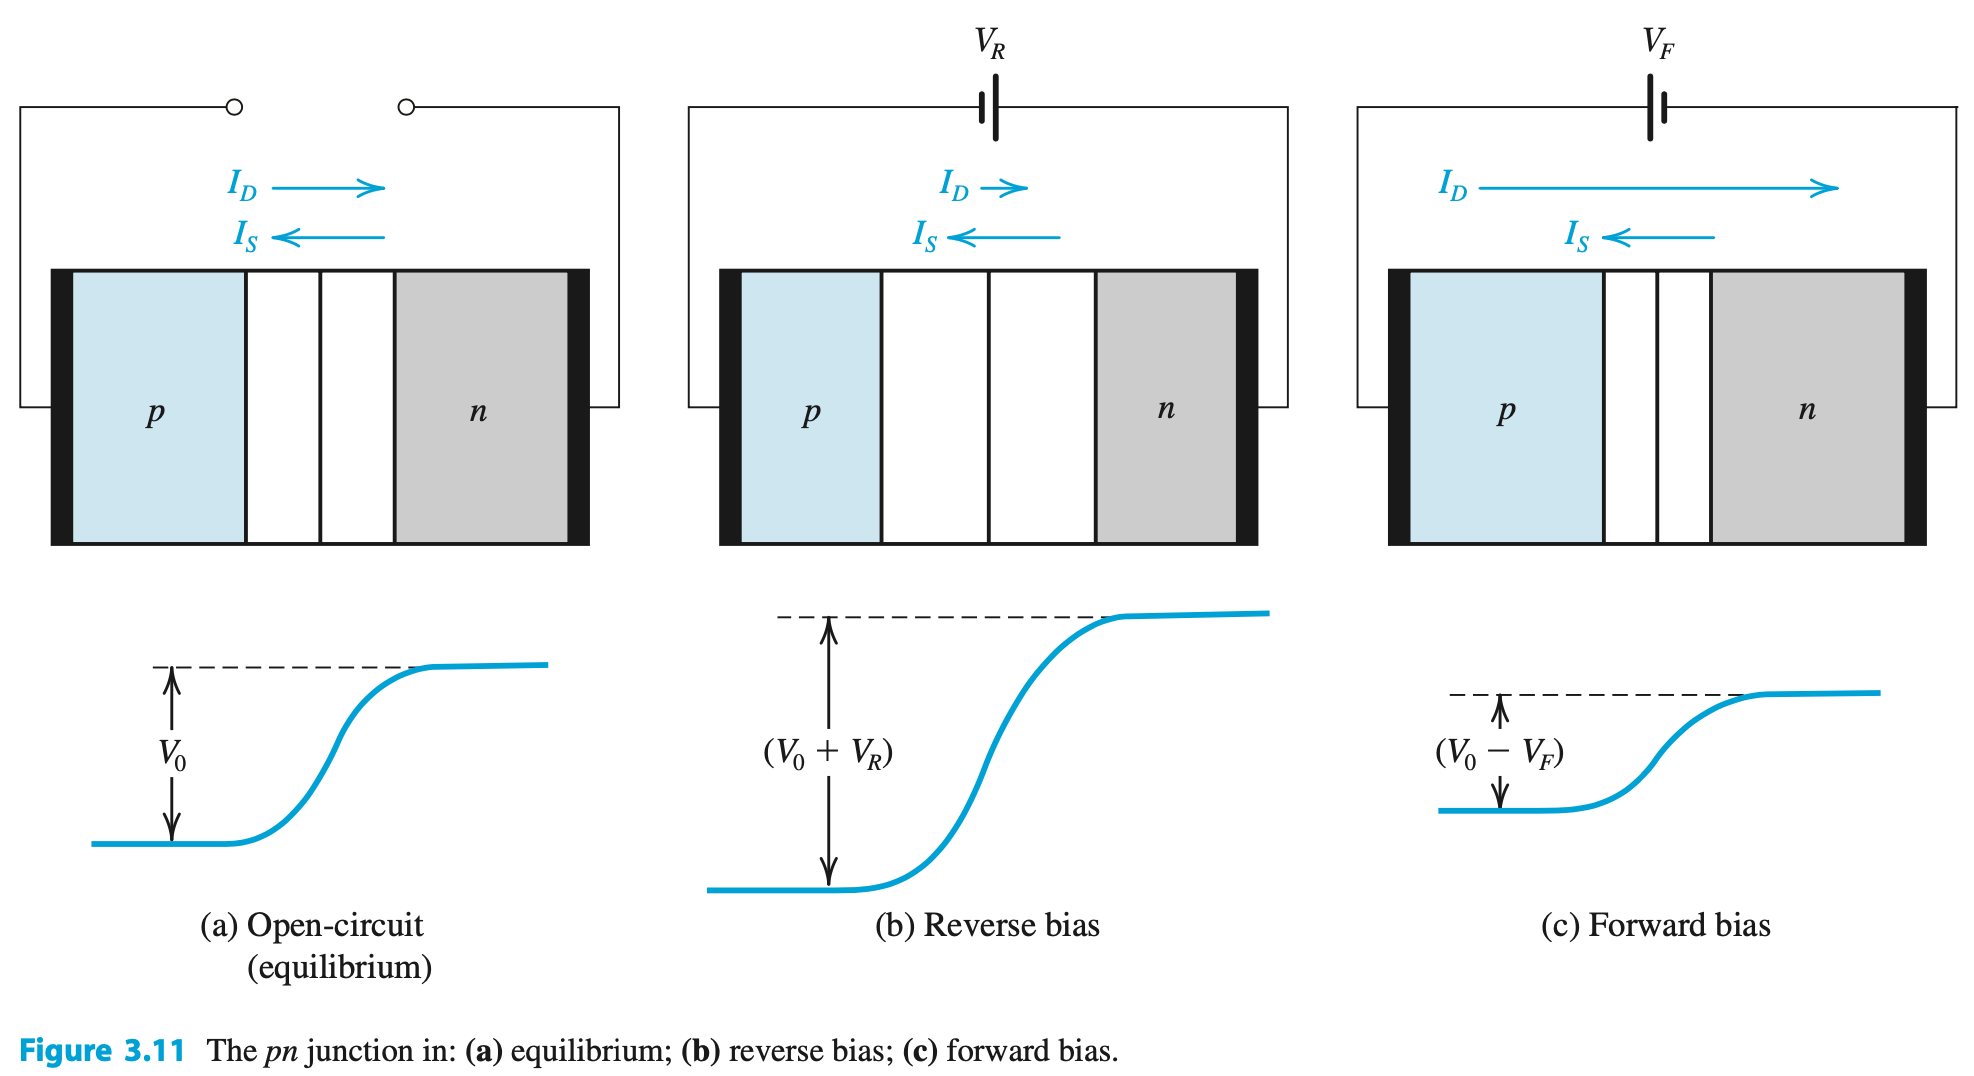 V_R
V_F
I_D
I_S
I_D
I_S
I_D
I_S
p
n
p
n
p
n
V_0
(V_0 + V_R)
(V_0 − V_F)
(a) Open-circuit
(equilibrium)
(b) Reverse bias
(c) Forward bias
Figure 3.11 The pn junction in: (a) equilibrium; (b) reverse bias; (c) forward bias.